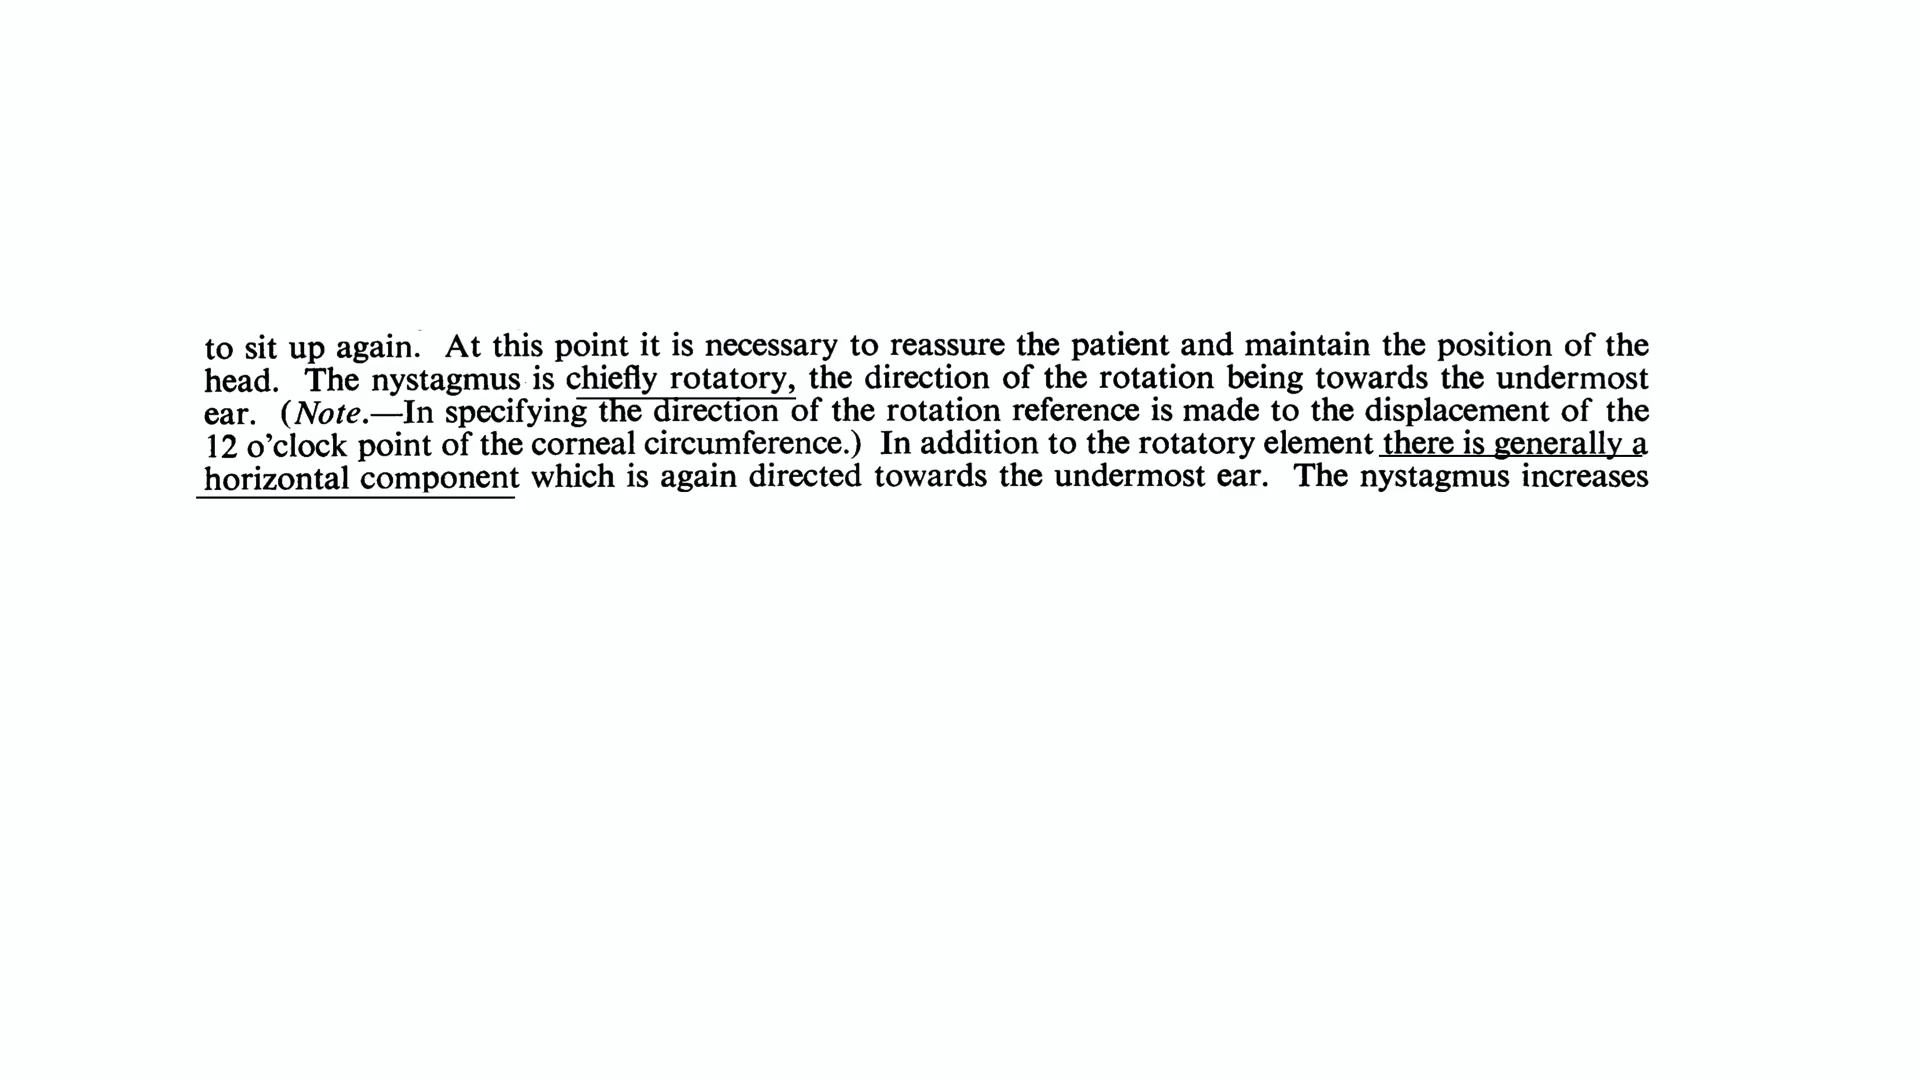 to sit up again. At this point it is necessary to reassure the patient and maintain the position of the
head. The nystagmus is chiefly rotatory, the direction of the rotation being towards the undermost
ear. (Note.—In specifying the direction of the rotation reference is made to the displacement of the
12 o'clock point of the corneal circumference.) In addition to the rotatory element there is generally a
horizontal component which is again directed towards the undermost ear. The nystagmus increases